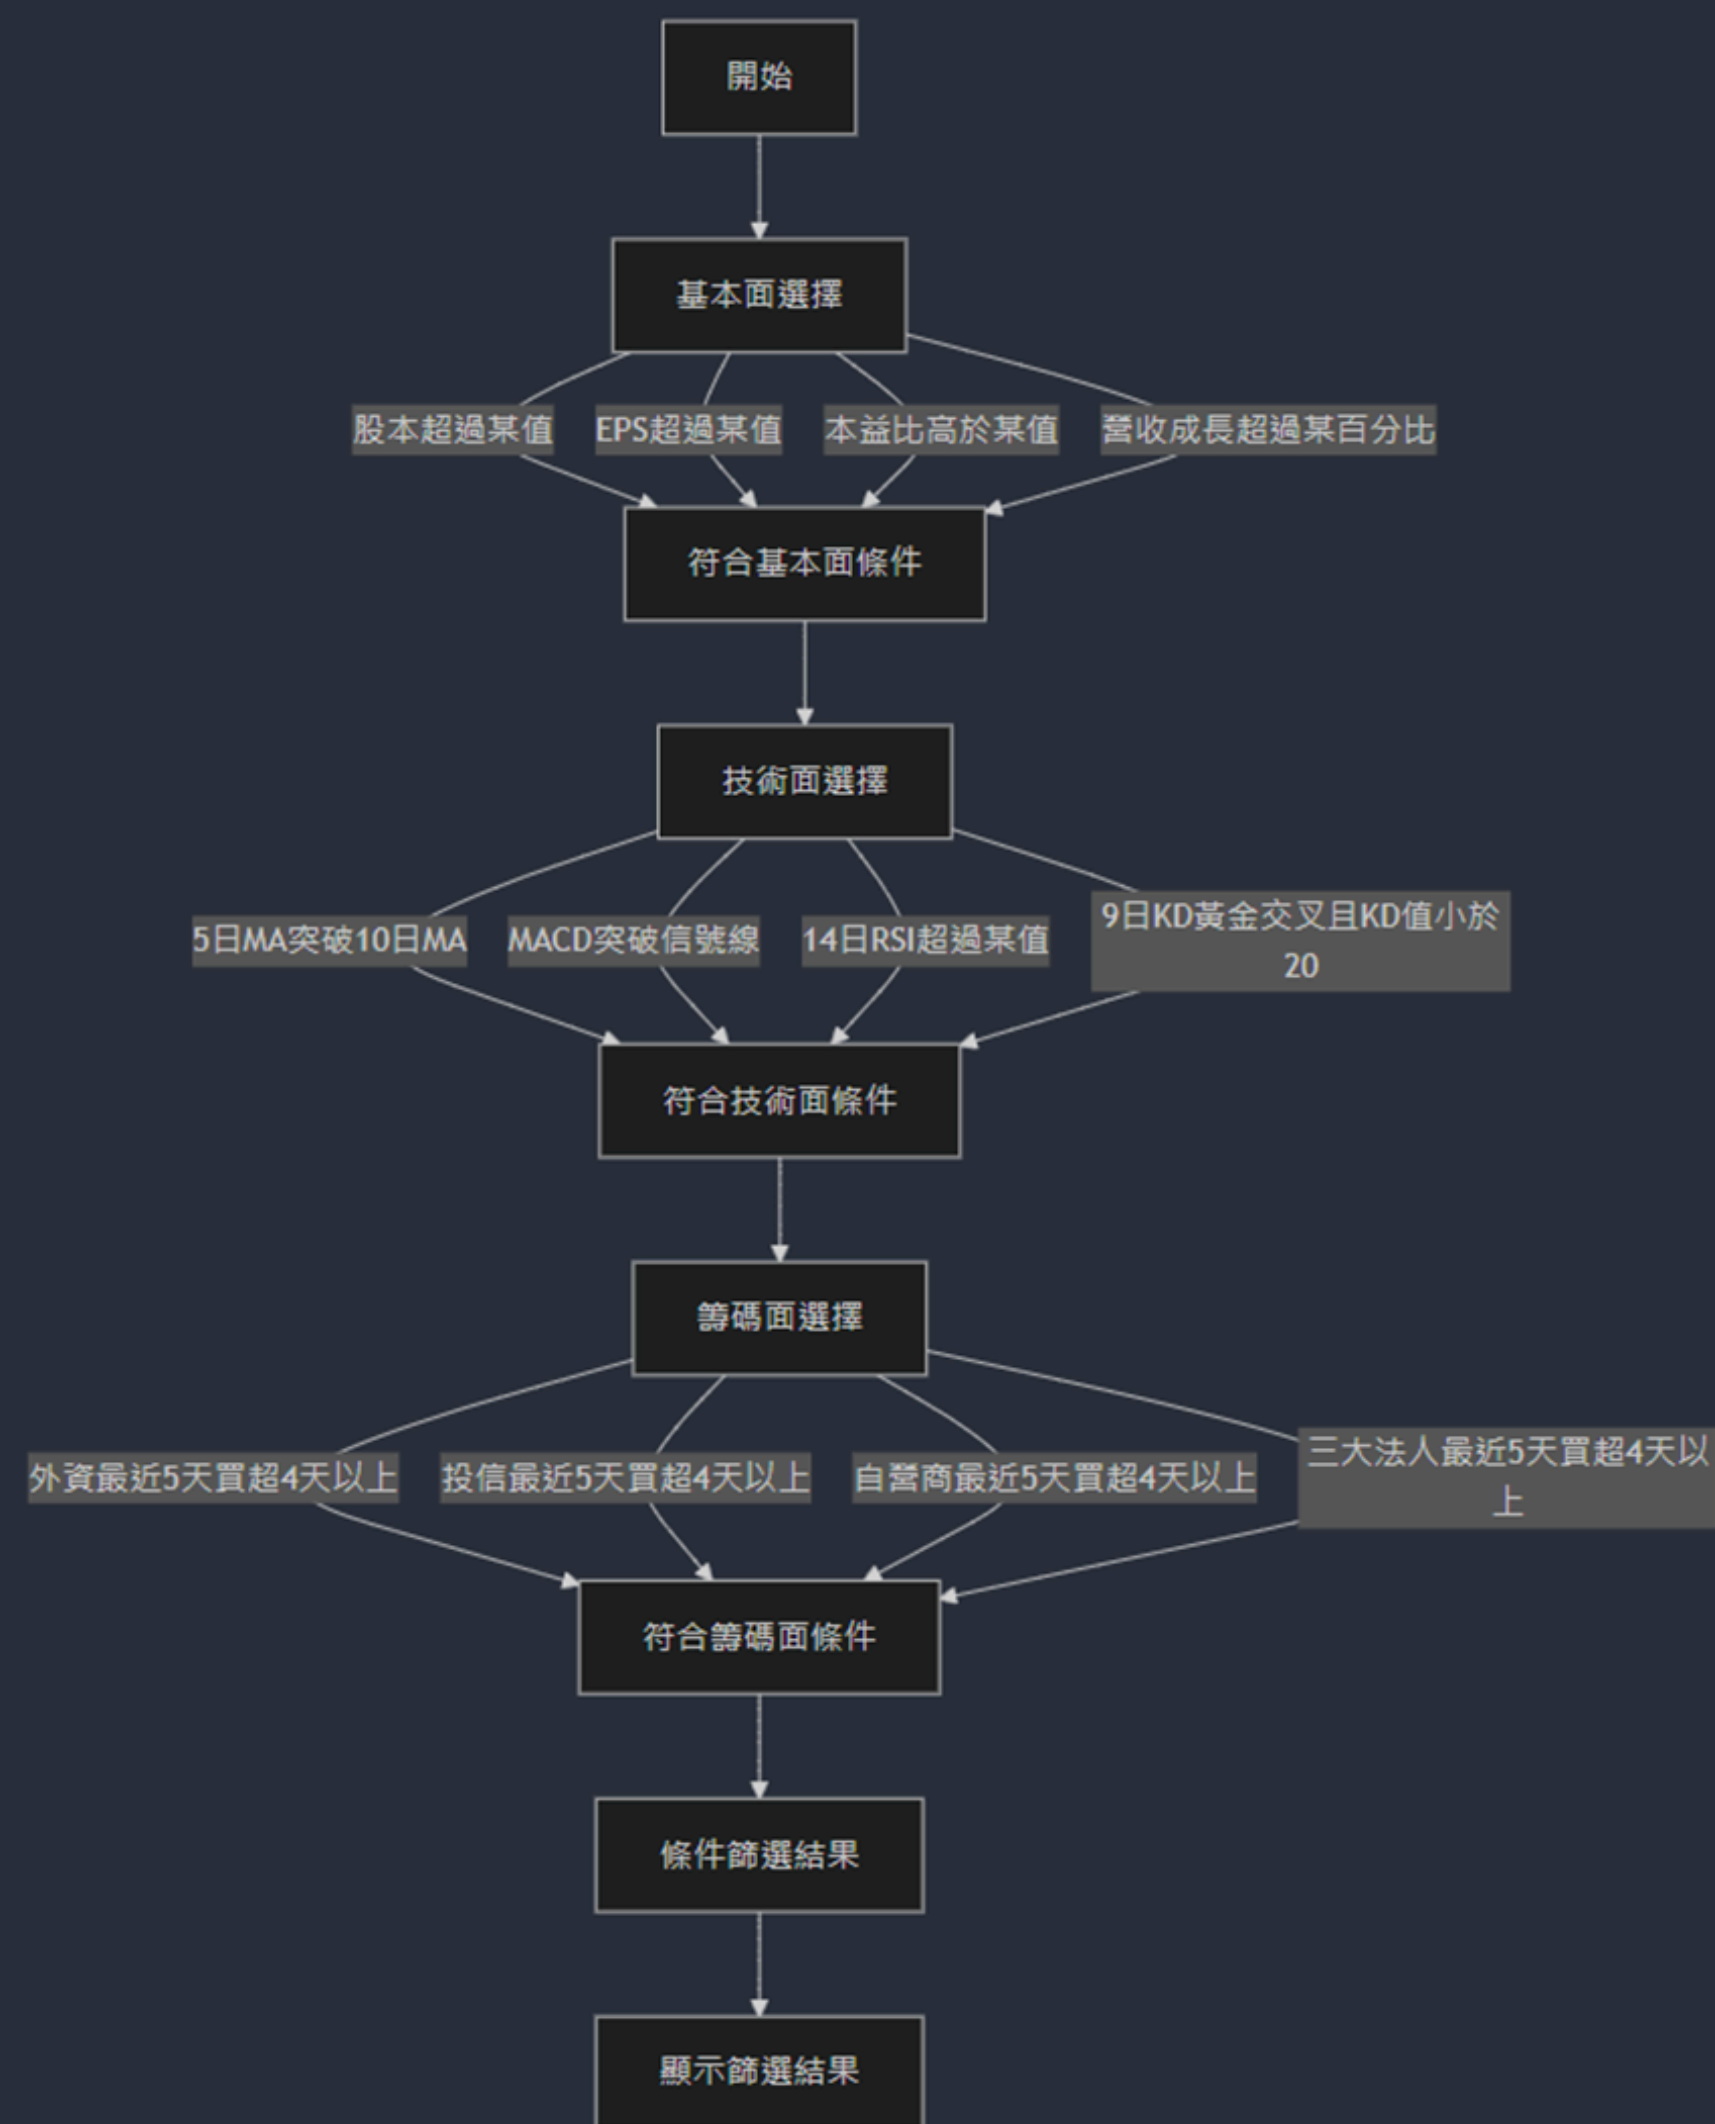 開始
基本面選擇
股本超過某值
EPS超過某值
本益比高於某值
營收成長超過某百分比
符合基本面條件
技術面選擇
5日MA突破10日MA
MACD突破信號線
14日RSI超過某值
9日KD黃金交叉且KD值小於
20
符合技術面條件
籌碼面選擇
外資最近5天買超4天以上
投信最近5天買超4天以上
自營商最近5天買超4天以上
三大法人最近5天買超4天以
上
符合籌碼面條件
條件篩選結果
顯示篩選結果